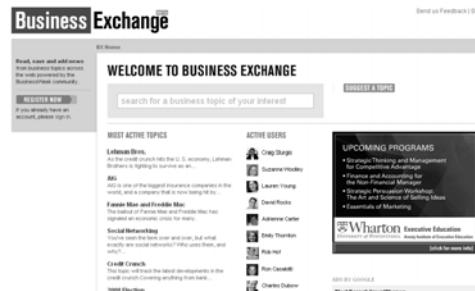 Business Exchange
Send us Feedback |
BX Home
Read, save and add news
from business topics across
the web powered by the
BusinessWeek community.
REGISTER NOW
If you already have an
account, please sign in.
WELCOME TO BUSINESS EXCHANGE
search for a business topic of your interest
SUGGEST A TOPIC
MOST ACTIVE TOPICS
Lehman Bros.
As the credit crunch hits the U. S. economy, Lehman
Brothers is fighting to survive as an...
AIG
AIG is one of the biggest insurance companies in the
world, and a company that is now being hit by...
Fannie Mae and Freddie Mac
The bailout of Fannie Mae and Freddie Mac has
signaled an economic crisis for many.
Social Networking
You've seen the term over and over, but what
exactly are social networks? Who uses them, and
why?...
Credit Crunch
This topic will track the latest developments in the
credit crunch Covering anything from bank...
2008 Election
ACTIVE USERS
Craig Sturgis
Suzanne Woolley
Lauren Young
David Rocks
Adrienne Carter
Emily Thornton
Rob Hof
Ron Casalotti
Charles Dubow
UPCOMING PROGRAMS
• Strategic Thinking and Management
for Competitive Advantage
• Finance and Accounting for
the Non-Financial Manager
• Strategic Persuasion Workshop:
The Art and Science of Selling
• Essentials of Marketing
Wharton Executive Education
UNIVERSITY of PENNSYLVANIA Aresty Institute of Executive Education
[click for more info]
ADS BY GOOGLE